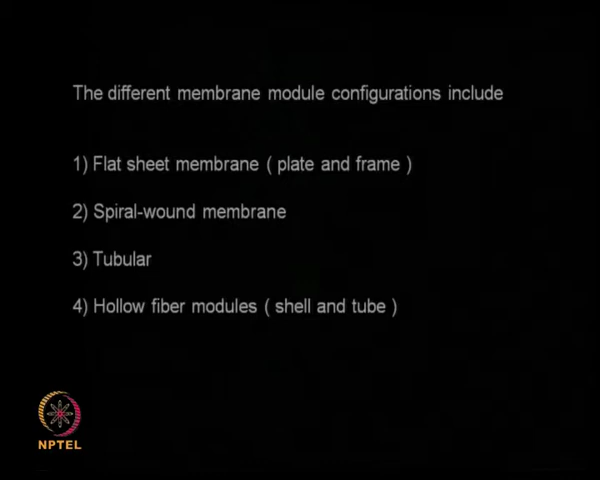 The different membrane module configurations include
1) Flat sheet membrane ( plate and frame )
2) Spiral-wound membrane
3) Tubular
4) Hollow fiber modules ( shell and tube )
NPTEL